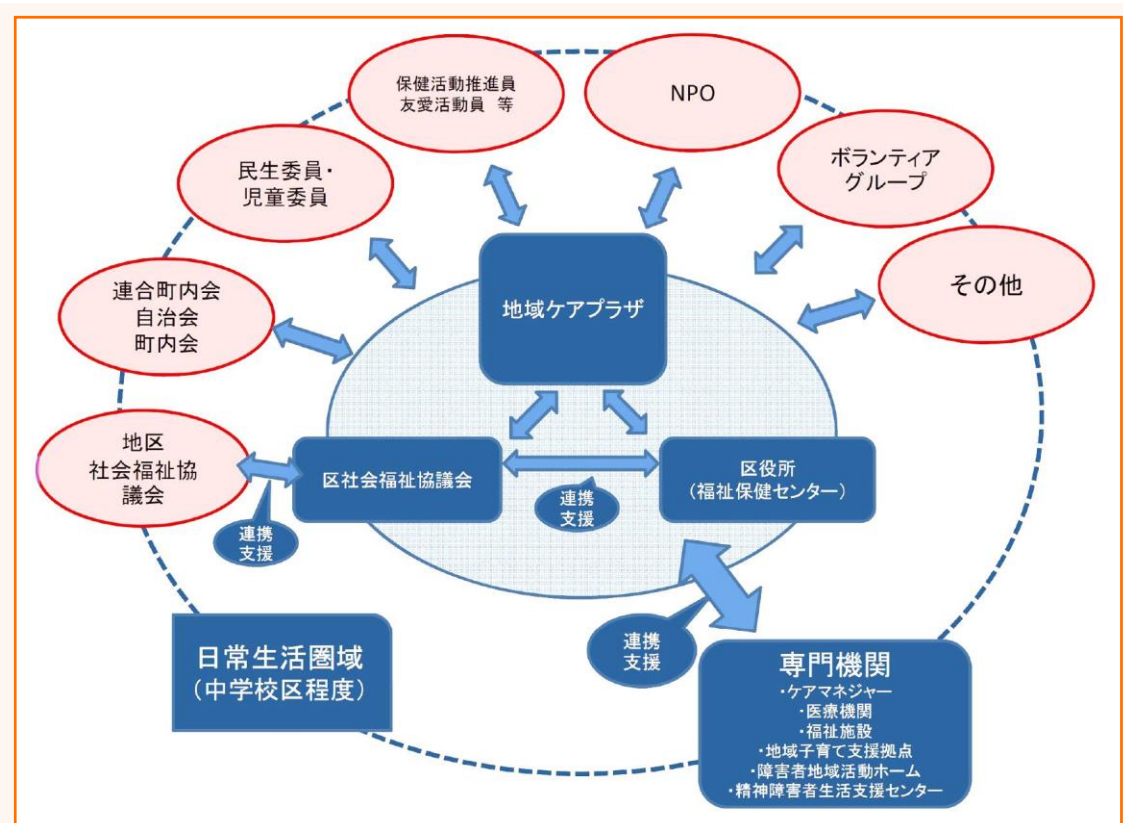 保健活動推進員
友愛活動員 等
NPO
民生委員・
児童委員
ボランティア
グループ
連合町内会
自治会
町内会
地域ケアプラザ
その他
地区
社会福祉協
議会
区社会福祉協議会
区役所
（福祉保健センター）
連携
支援
連携
支援
連携
支援
日常生活圏域
（中学校区程度）
専門機関
・ケアマネジャー
・医療機関
・福祉施設
・地域子育て支援拠点
・障害者地域活動ホーム
・精神障害者生活支援センター